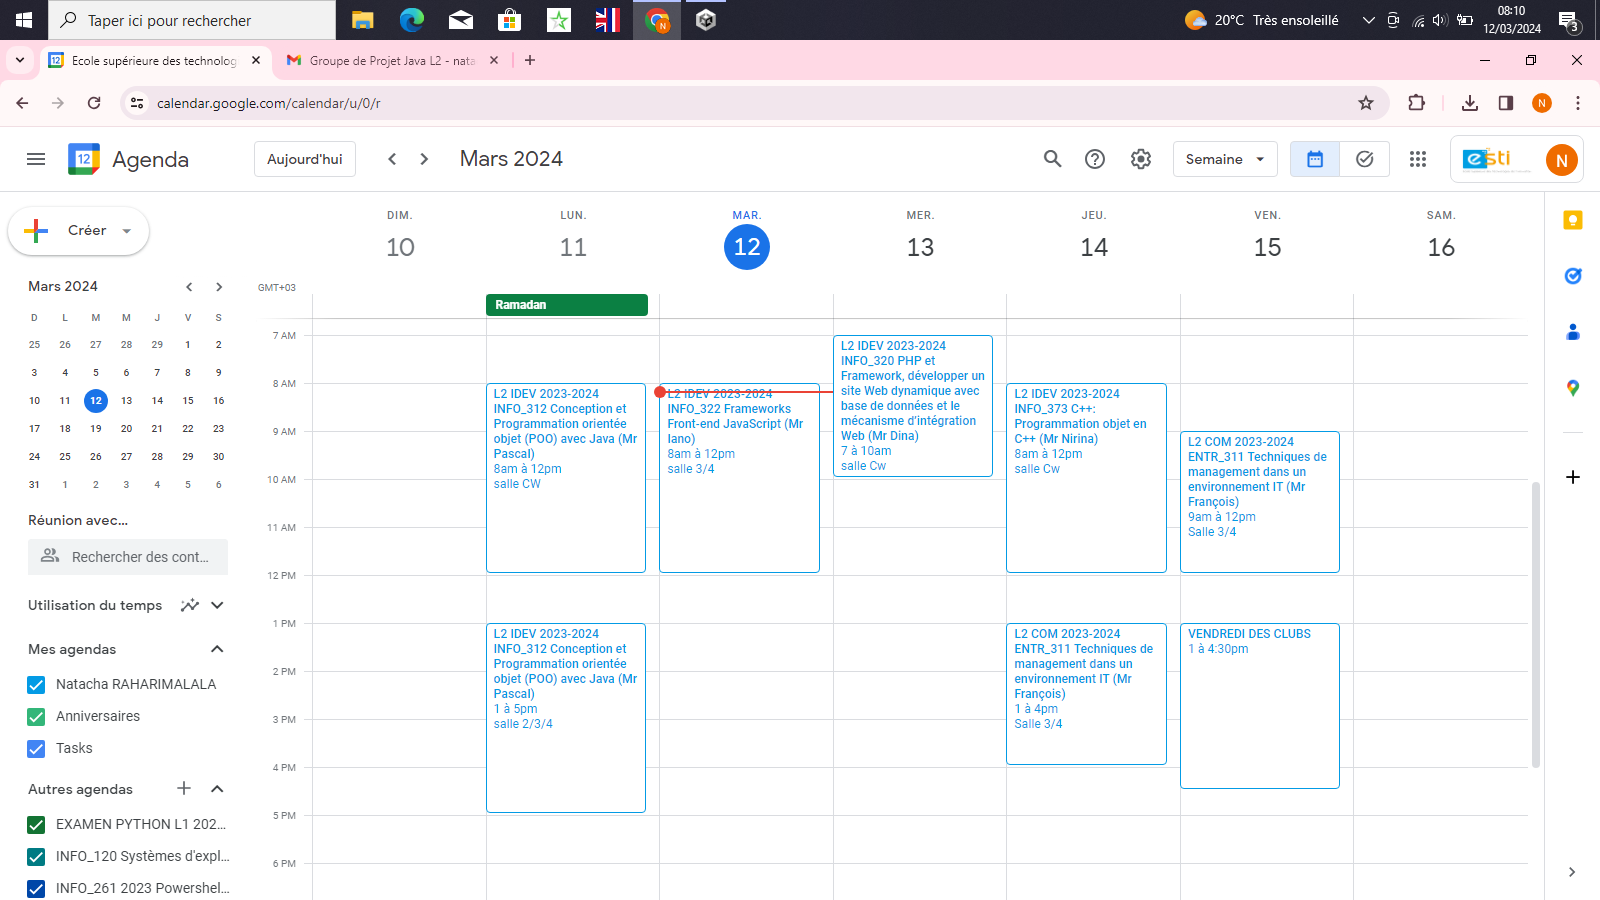 Taper ici pour rechercher
20°C Très ensoleillé
08:10
12/03/2024
3
Ecole supérieure des technolog
Groupe de Projet Java L2 - nata
calendar.google.com/calendar/u/0/r
N
12 Agenda
Aujourd'hui
Mars 2024
Semaine
esti
N
Créer
DIM. LUN. MAR. MER. JEU. VEN. SAM.
10 11 12 13 14 15 16
Mars 2024
D L M M J V S
25 26 27 28 29 1 2
3 4 5 6 7 8 9
10 11 12 13 14 15 16
17 18 19 20 21 22 23
24 25 26 27 28 29 30
31 1 2 3 4 5 6
Réunion avec...
Rechercher des cont...
Utilisation du temps
Mes agendas
Natacha RAHARIMALALA
Anniversaires
Tasks
Autres agendas
EXAMEN PYTHON L1 202...
INFO_120 Systèmes d'expl...
INFO_261 2023 Powershel...
GMT+03
7 AM
8 AM
9 AM
10 AM
11 AM
12 PM
1 PM
2 PM
3 PM
4 PM
5 PM
6 PM
Ramadan
L2 IDEV 2023-2024
INFO_312 Conception et
Programmation orientée
objet (POO) avec Java (Mr
Pascal)
8am à 12pm
salle CW
L2 IDEV 2023-2024
INFO_312 Conception et
Programmation orientée
objet (POO) avec Java (Mr
Pascal)
1 à 5pm
salle 2/3/4
L2 IDEV 2023-2024
INFO_322 Frameworks
Front-end JavaScript (Mr
Iano)
8am à 12pm
salle 3/4
L2 IDEV 2023-2024
INFO_320 PHP et
Framework, développer un
site Web dynamique avec
base de données et le
mécanisme d'intégration
Web (Mr Dina)
7 à 10am
salle Cw
L2 IDEV 2023-2024
INFO_373 C++:
Programmation objet en
C++ (Mr Nirina)
8am à 12pm
salle Cw
L2 COM 2023-2024
ENTR_311 Techniques de
management dans un
environnement IT (Mr
François)
1 à 4pm
Salle 3/4
L2 COM 2023-2024
ENTR_311 Techniques de
management dans un
environnement IT (Mr
François)
9am à 12pm
Salle 3/4
VENDREDI DES CLUBS
1 à 4:30pm